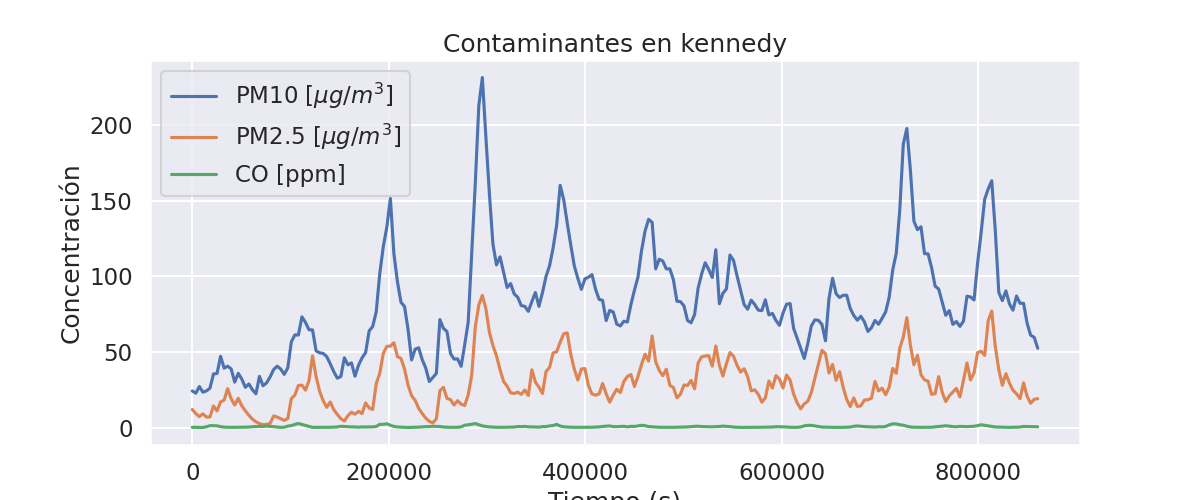 Contaminantes en kennedy
PM10 [μg/m³]
PM2.5 [μg/m³]
CO [ppm]
Concentración
200
150
100
50
0
0 200000 400000 600000 800000
Tiempo (s)